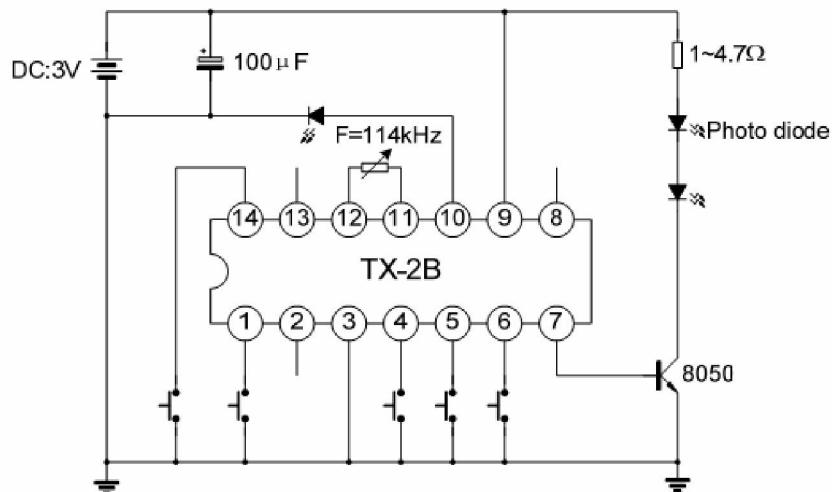 DC:3V
+
100μF
1~4.7Ω
F=114kHz
Photo diode
14 13 12 11 10 9 8
TX-2B
1 2 3 4 5 6 7
8050